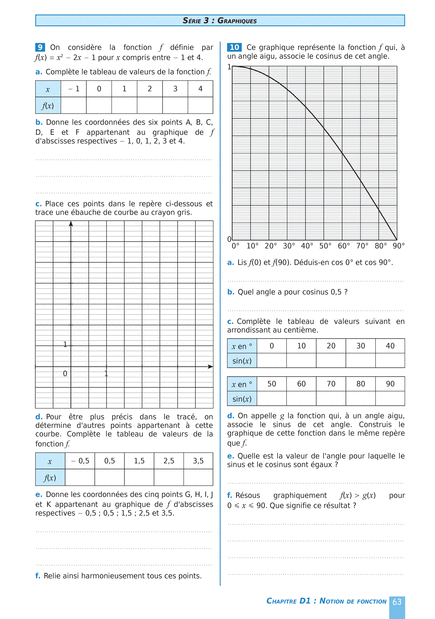 SÉRIE 3 : GRAPHIQUES
9 On considère la fonction f définie par
f(x) = x² − 2x − 1 pour x compris entre − 1 et 4.
a. Complète le tableau de valeurs de la fonction f.
x − 1 0 1 2 3 4
f(x)
b. Donne les coordonnées des six points A, B, C,
D, E et F appartenant au graphique de f
d'abscisses respectives − 1, 0, 1, 2, 3 et 4.
c. Place ces points dans le repère ci-dessous et
trace une ébauche de courbe au crayon gris.
1
0 1
d. Pour être plus précis dans le tracé, on
détermine d'autres points appartenant à cette
courbe. Complète le tableau de valeurs de la
fonction f.
x − 0,5 0,5 1,5 2,5 3,5
f(x)
e. Donne les coordonnées des cinq points G, H, I, J
et K appartenant au graphique de f d'abscisses
respectives − 0,5 ; 0,5 ; 1,5 ; 2,5 et 3,5.
f. Relie ainsi harmonieusement tous ces points.
10 Ce graphique représente la fonction f qui, à
un angle aigu, associe le cosinus de cet angle.
1
0
0° 10° 20° 30° 40° 50° 60° 70° 80° 90°
a. Lis f(0) et f(90). Déduis-en cos 0° et cos 90°.
b. Quel angle a pour cosinus 0,5 ?
c. Complète le tableau de valeurs suivant en
arrondissant au centième.
x en ° 0 10 20 30 40
sin(x)
x en ° 50 60 70 80 90
sin(x)
d. On appelle g la fonction qui, à un angle aigu,
associe le sinus de cet angle. Construis le
graphique de cette fonction dans le même repère
que f.
e. Quelle est la valeur de l'angle pour laquelle le
sinus et le cosinus sont égaux ?
f. Résous graphiquement f(x) > g(x) pour
0 ⩽ x ⩽ 90. Que signifie ce résultat ?
CHAPITRE D1 : NOTION DE FONCTION 63